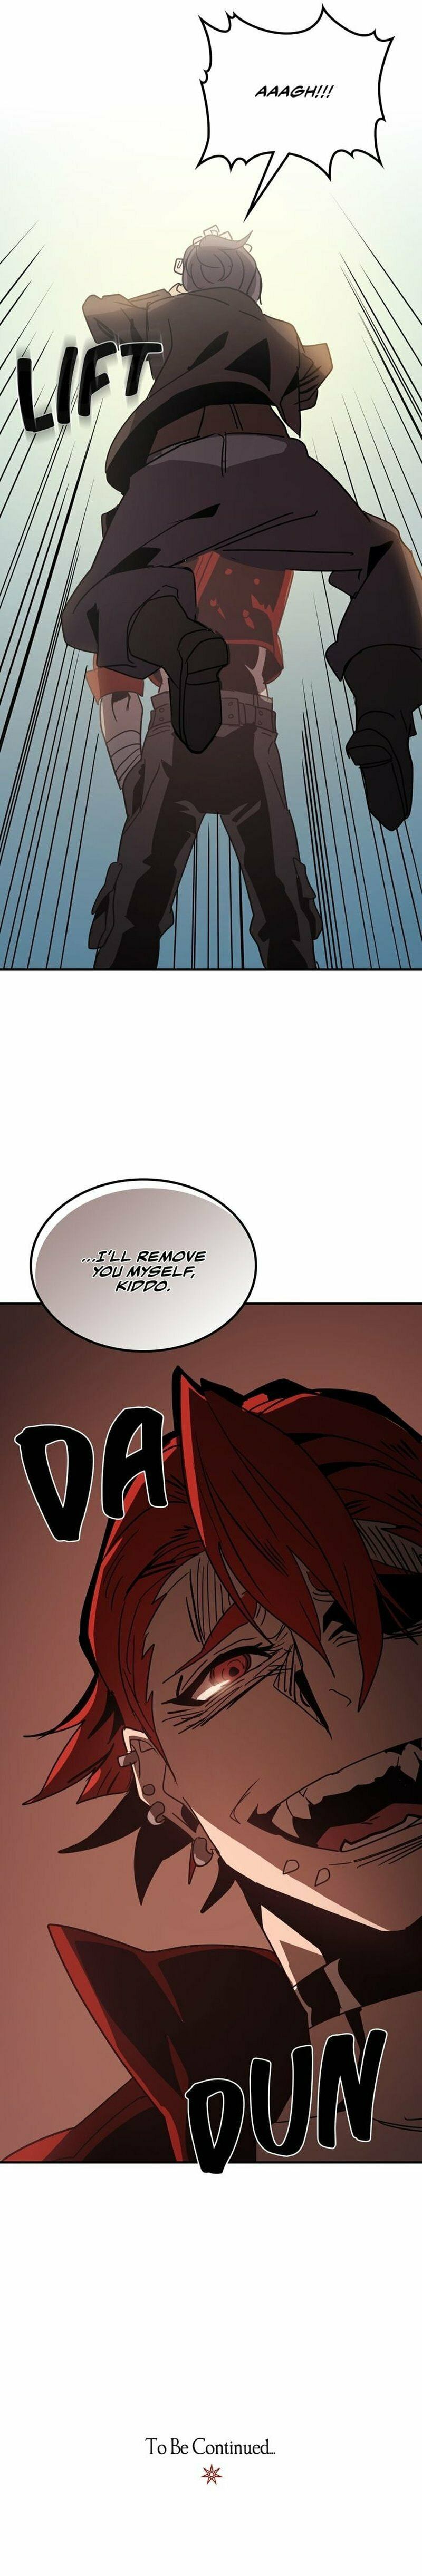 AAAGH!!!
LIFT
...I'LL REMOVE
YOU MYSELF,
KIDDO.
DA
DUN
To Be Continued...